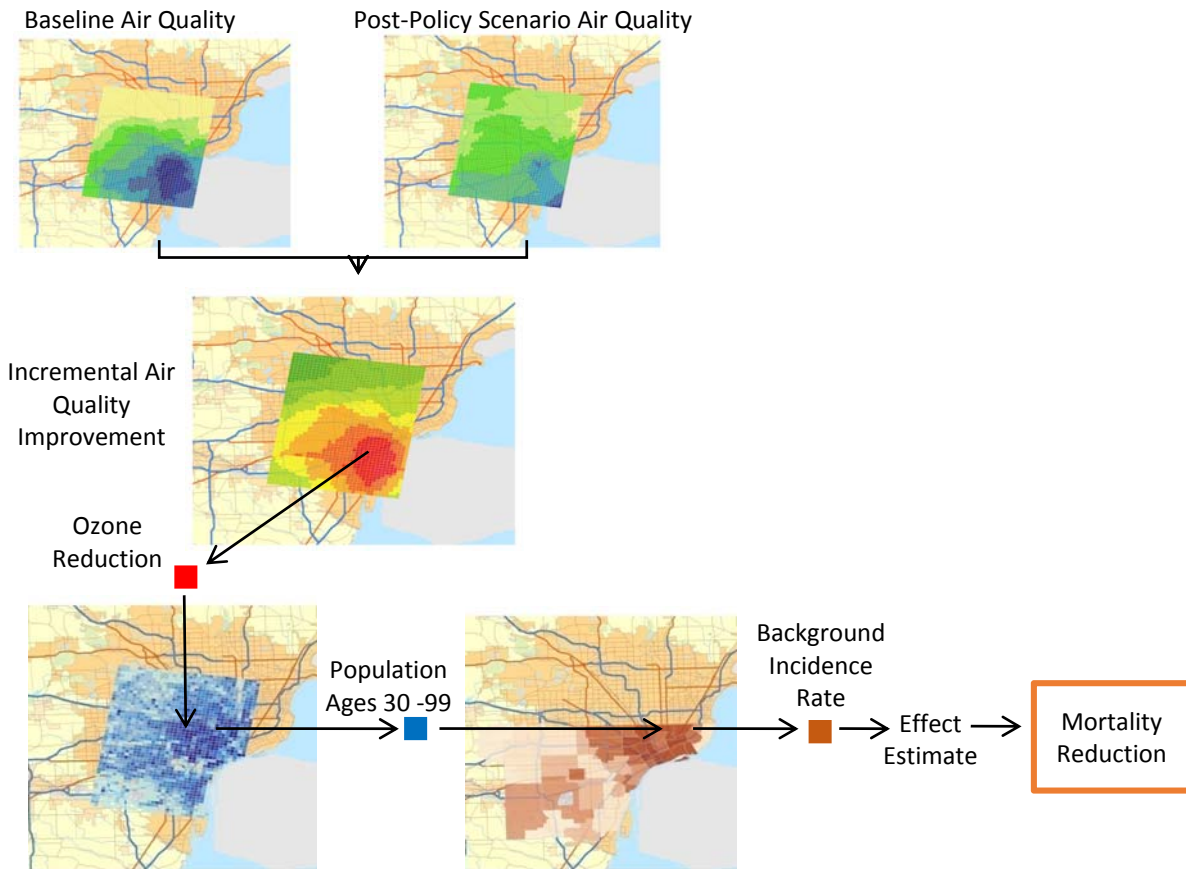 Baseline Air Quality
Post-Policy Scenario Air Quality
Incremental Air
Quality
Improvement
Ozone
Reduction
Population
Ages 30 -99
Background
Incidence
Rate
Effect
Estimate
Mortality
Reduction